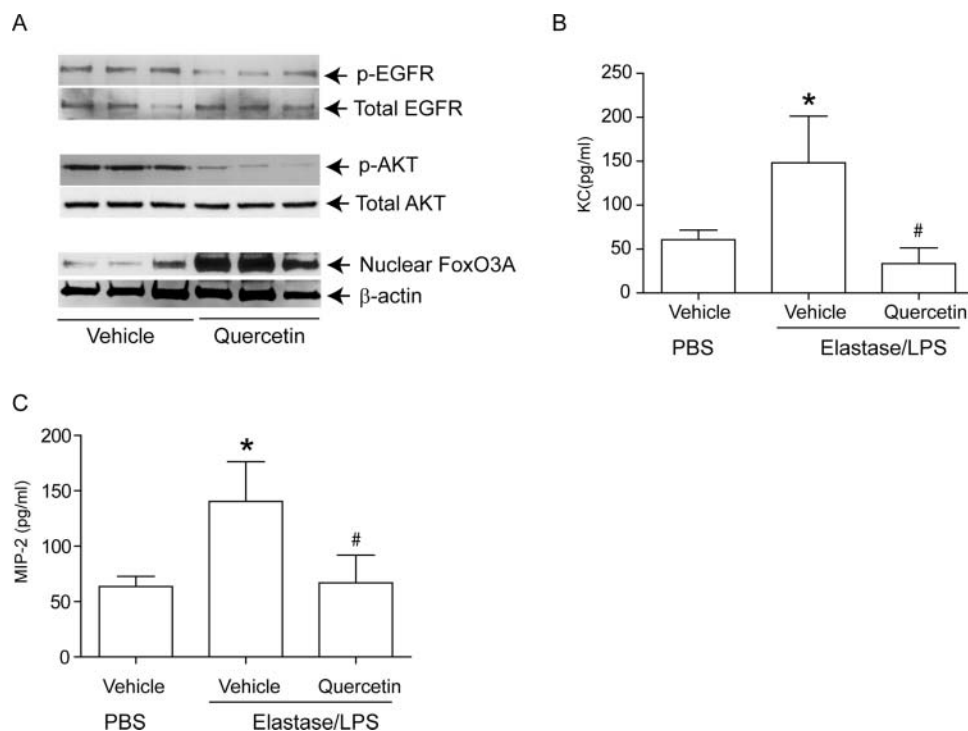 A
p-EGFR
Total EGFR
p-AKT
Total AKT
Nuclear FoxO3A
β-actin
Vehicle Quercetin
B
KC(pg/ml)
250
200
150
100
50
0
*
#
Vehicle Vehicle Quercetin
PBS Elastase/LPS
C
MIP-2 (pg/ml)
200
150
100
50
0
*
#
Vehicle Vehicle Quercetin
PBS Elastase/LPS